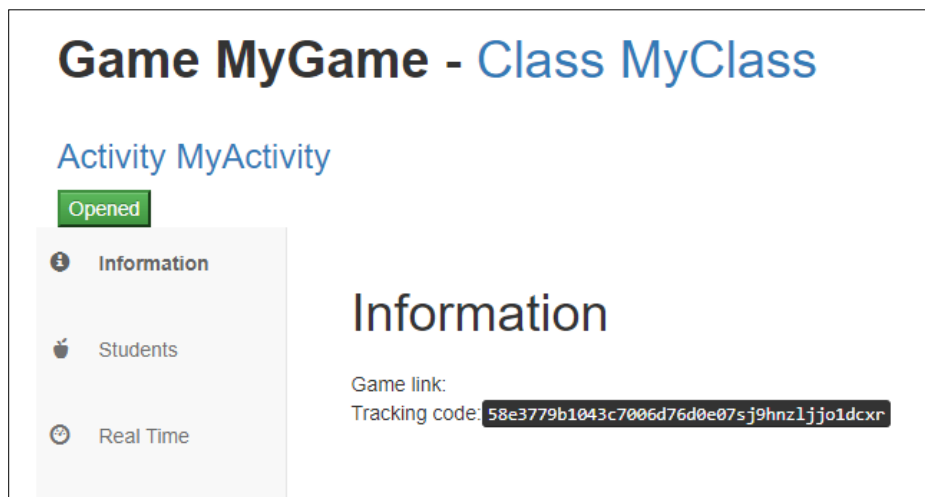 Game MyGame - Class MyClass
Activity MyActivity
Opened
Information
Students
Real Time
Information
Game link:
Tracking code: 58e3779b1043c7006d76d0e07sj9hnzljjo1dcxr